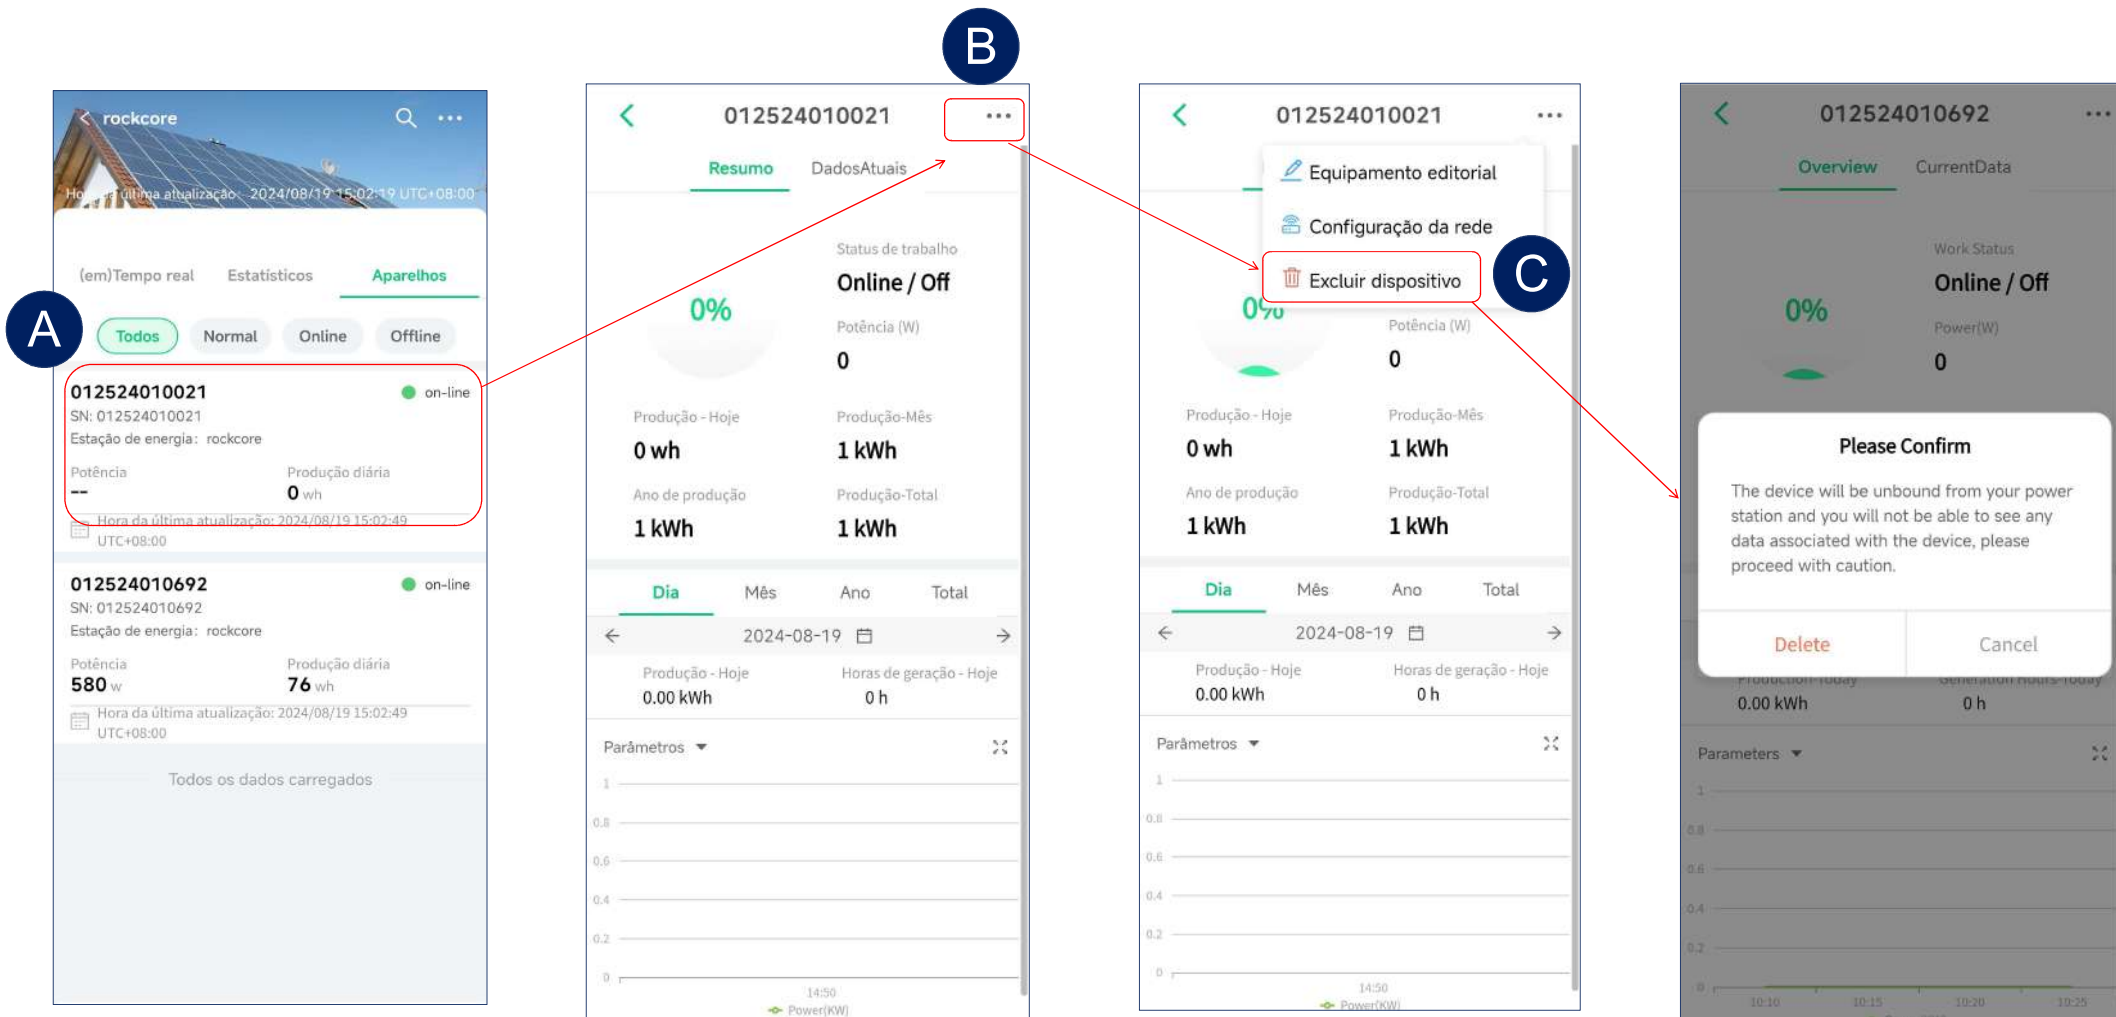 A
rockcore
Hora da última atualização: 2024/08/19 15:02:19 UTC+08:00
(em)Tempo real Estatísticos Aparelhos
Todos Normal Online Offline
012524010021 on-line
SN: 012524010021
Estação de energia: rockcore
Potência Produção diária
-- 0 wh
Hora da última atualização: 2024/08/19 15:02:49
UTC+08:00
012524010692 on-line
SN: 012524010692
Estação de energia: rockcore
Potência Produção diária
580 w 76 wh
Hora da última atualização: 2024/08/19 15:02:49
UTC+08:00
Todos os dados carregados
B
012524010021
Resumo DadosAtuais
Status de trabalho
Online / Off
0%
Potência (W)
0
Produção - Hoje Produção-Mês
0 wh 1 kWh
Ano de produção Produção-Total
1 kWh 1 kWh
Dia Mês Ano Total
2024-08-19
Produção - Hoje Horas de geração - Hoje
0.00 kWh 0 h
Parâmetros
1
0.8
0.6
0.4
0.2
0
14:50
Power(KW)
012524010021
Equipamento editorial
Configuração da rede
Excluir dispositivo
C
0%
Potência (W)
0
Produção - Hoje Produção-Mês
0 wh 1 kWh
Ano de produção Produção-Total
1 kWh 1 kWh
Dia Mês Ano Total
2024-08-19
Produção - Hoje Horas de geração - Hoje
0.00 kWh 0 h
Parâmetros
1
0.8
0.6
0.4
0.2
0
14:50
Power(KW)
012524010692
Overview CurrentData
Work Status
Online / Off
0%
Power(W)
0
Please Confirm
The device will be unbound from your power
station and you will not be able to see any
data associated with the device, please
proceed with caution.
Delete Cancel
Production-Today Generation Hours-Today
0.00 kWh 0 h
Parameters
1
0.8
0.6
0.4
0.2
0
10:10 10:15 10:20 10:25